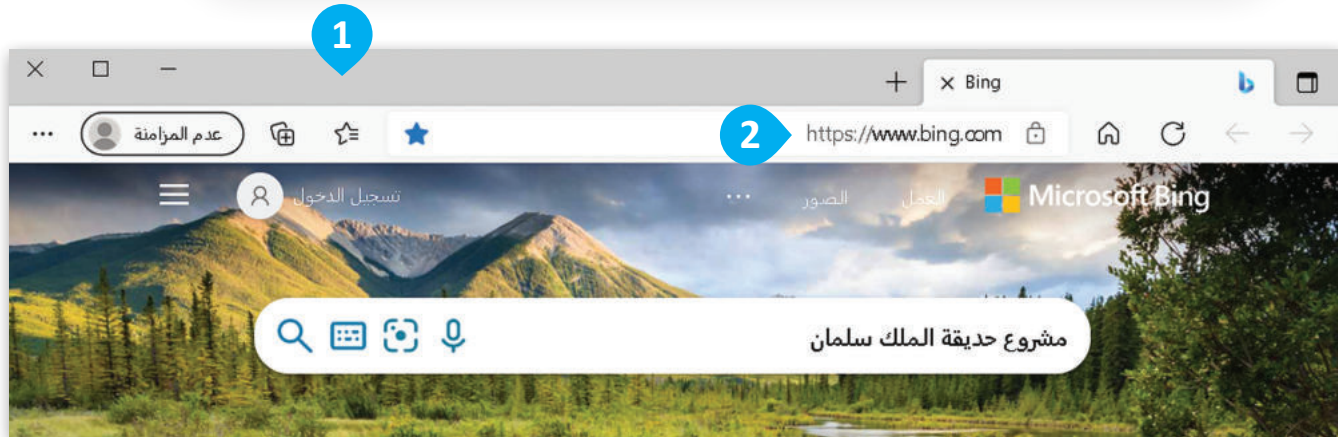 1
Bing
عدم المزامنة
2
https://www.bing.com
Microsoft Bing
العمل
الصور
...
تسجيل الدخول
مشروع حديقة الملك سلمان